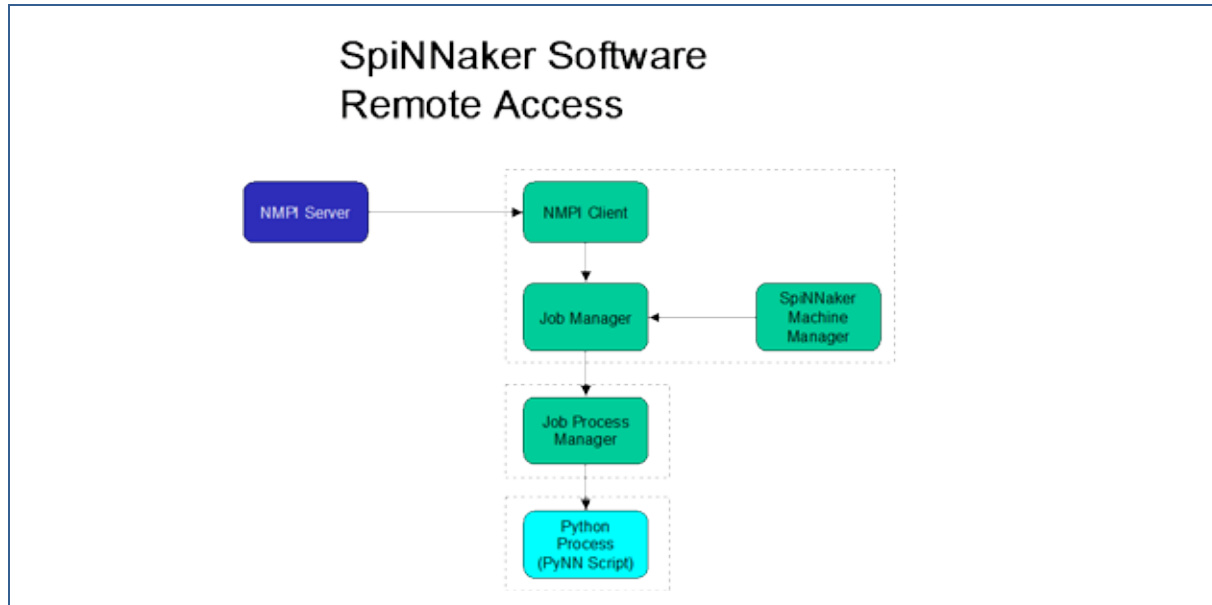 SpiNNaker Software
Remote Access
NMPI Server
NMPI Client
Job Manager
SpiNNaker
Machine
Manager
Job Process
Manager
Python
Process
(PyNN Script)